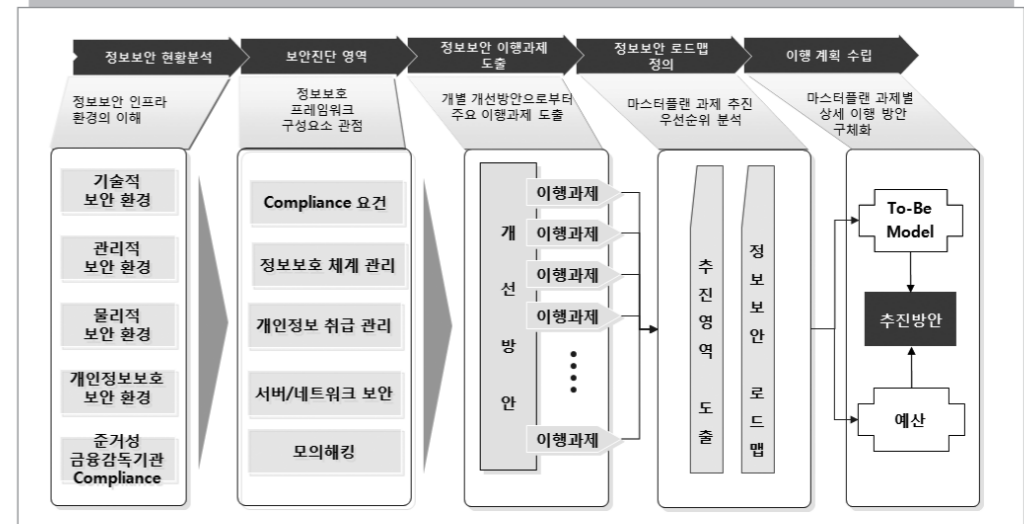 정보보안 현황분석
보안진단 영역
정보보안 이행과제
도출
정보보안 로드맵
정의
이행 계획 수립
정보보안 인프라
환경의 이해
정보보호
프레임워크
구성요소 관점
개별 개선방안으로부터
주요 이행과제 도출
마스터플랜 과제 추진
우선순위 분석
마스터플랜 과제별
상세 이행 방안
구체화
기술적
보안 환경
관리적
보안 환경
물리적
보안 환경
개인정보보호
보안 환경
준거성
금융감독기관
Compliance
Compliance 요건
정보보호 체계 관리
개인정보 취급 관리
서버/네트워크 보안
모의해킹
개선방안
이행과제
이행과제
이행과제
이행과제
이행과제
추진영역 도출
정보보안 로드맵
To-Be
Model
추진방안
예산